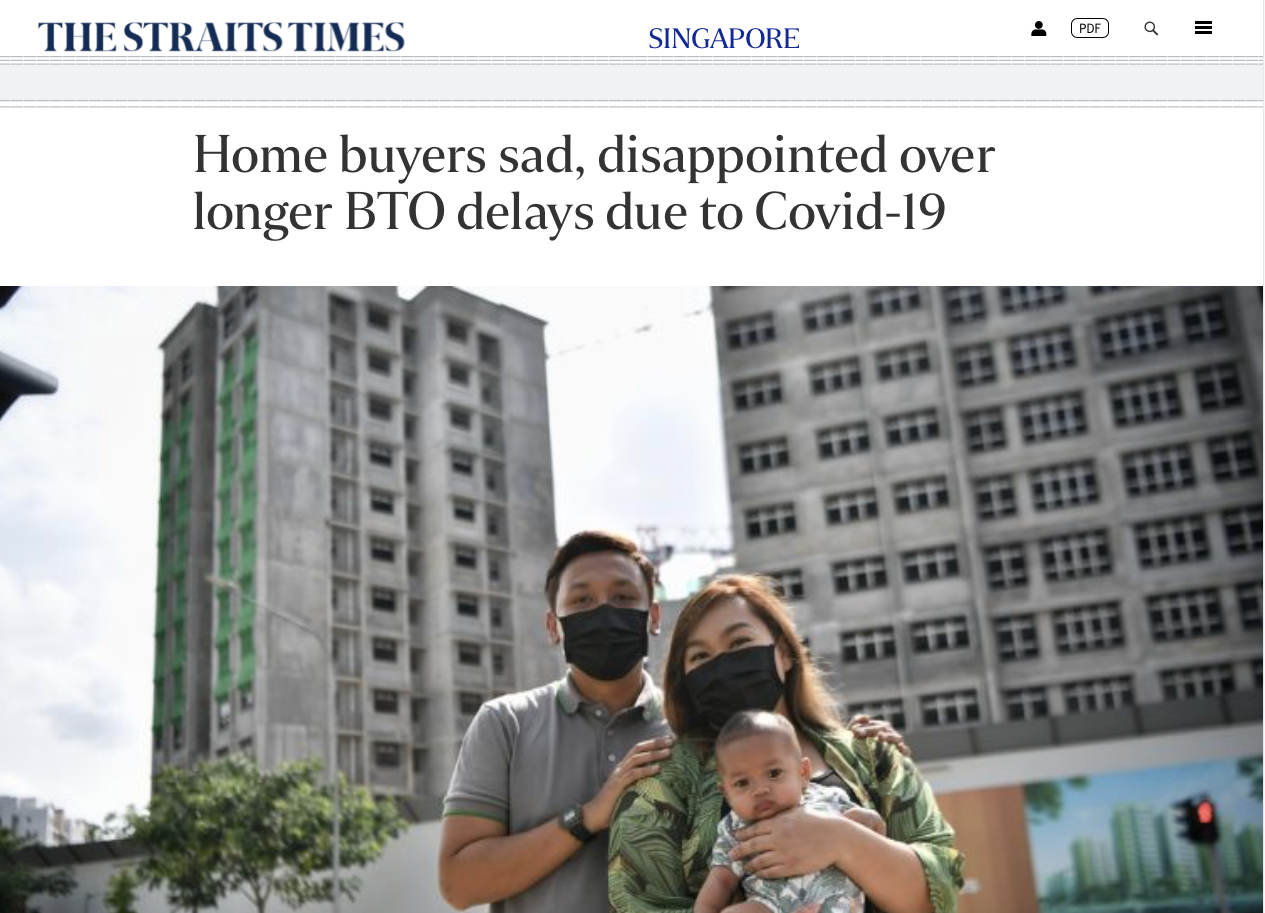 THE STRAITS TIMES
SINGAPORE
PDF
Home buyers sad, disappointed over
longer BTO delays due to Covid-19